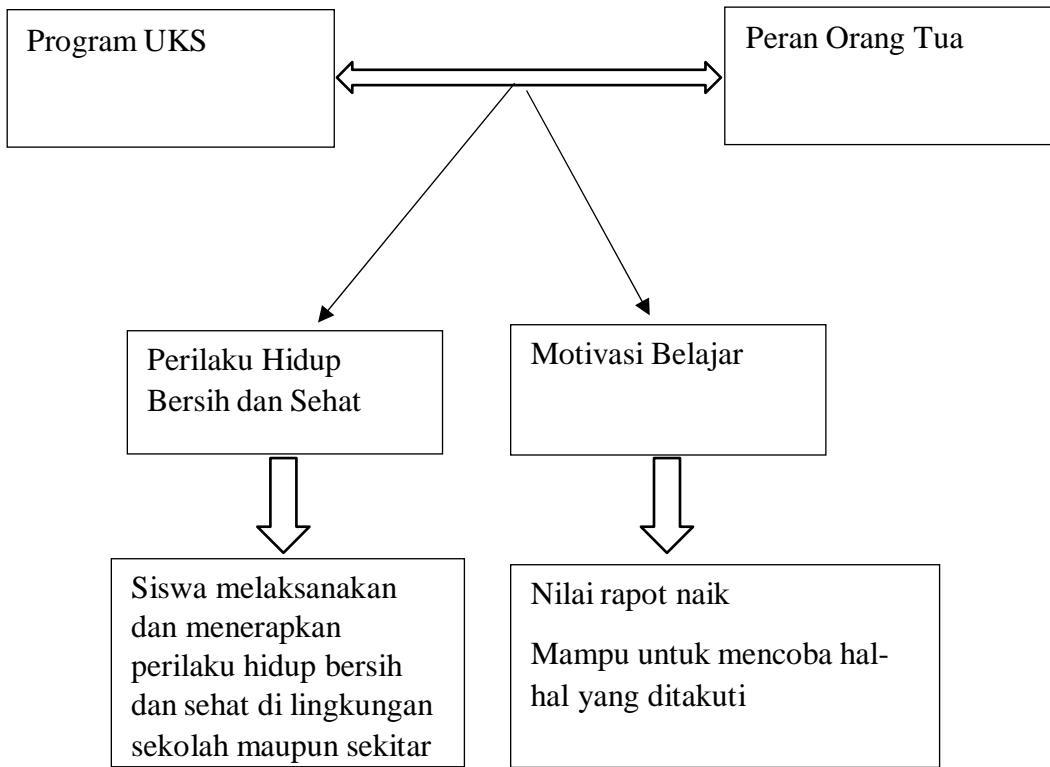 Program UKS
Peran Orang Tua
Perilaku Hidup
Bersih dan Sehat
Motivasi Belajar
Siswa melaksanakan
dan menerapkan
perilaku hidup bersih
dan sehat di lingkungan
sekolah maupun sekitar
Nilai rapot naik
Mampu untuk mencoba hal-
hal yang ditakuti